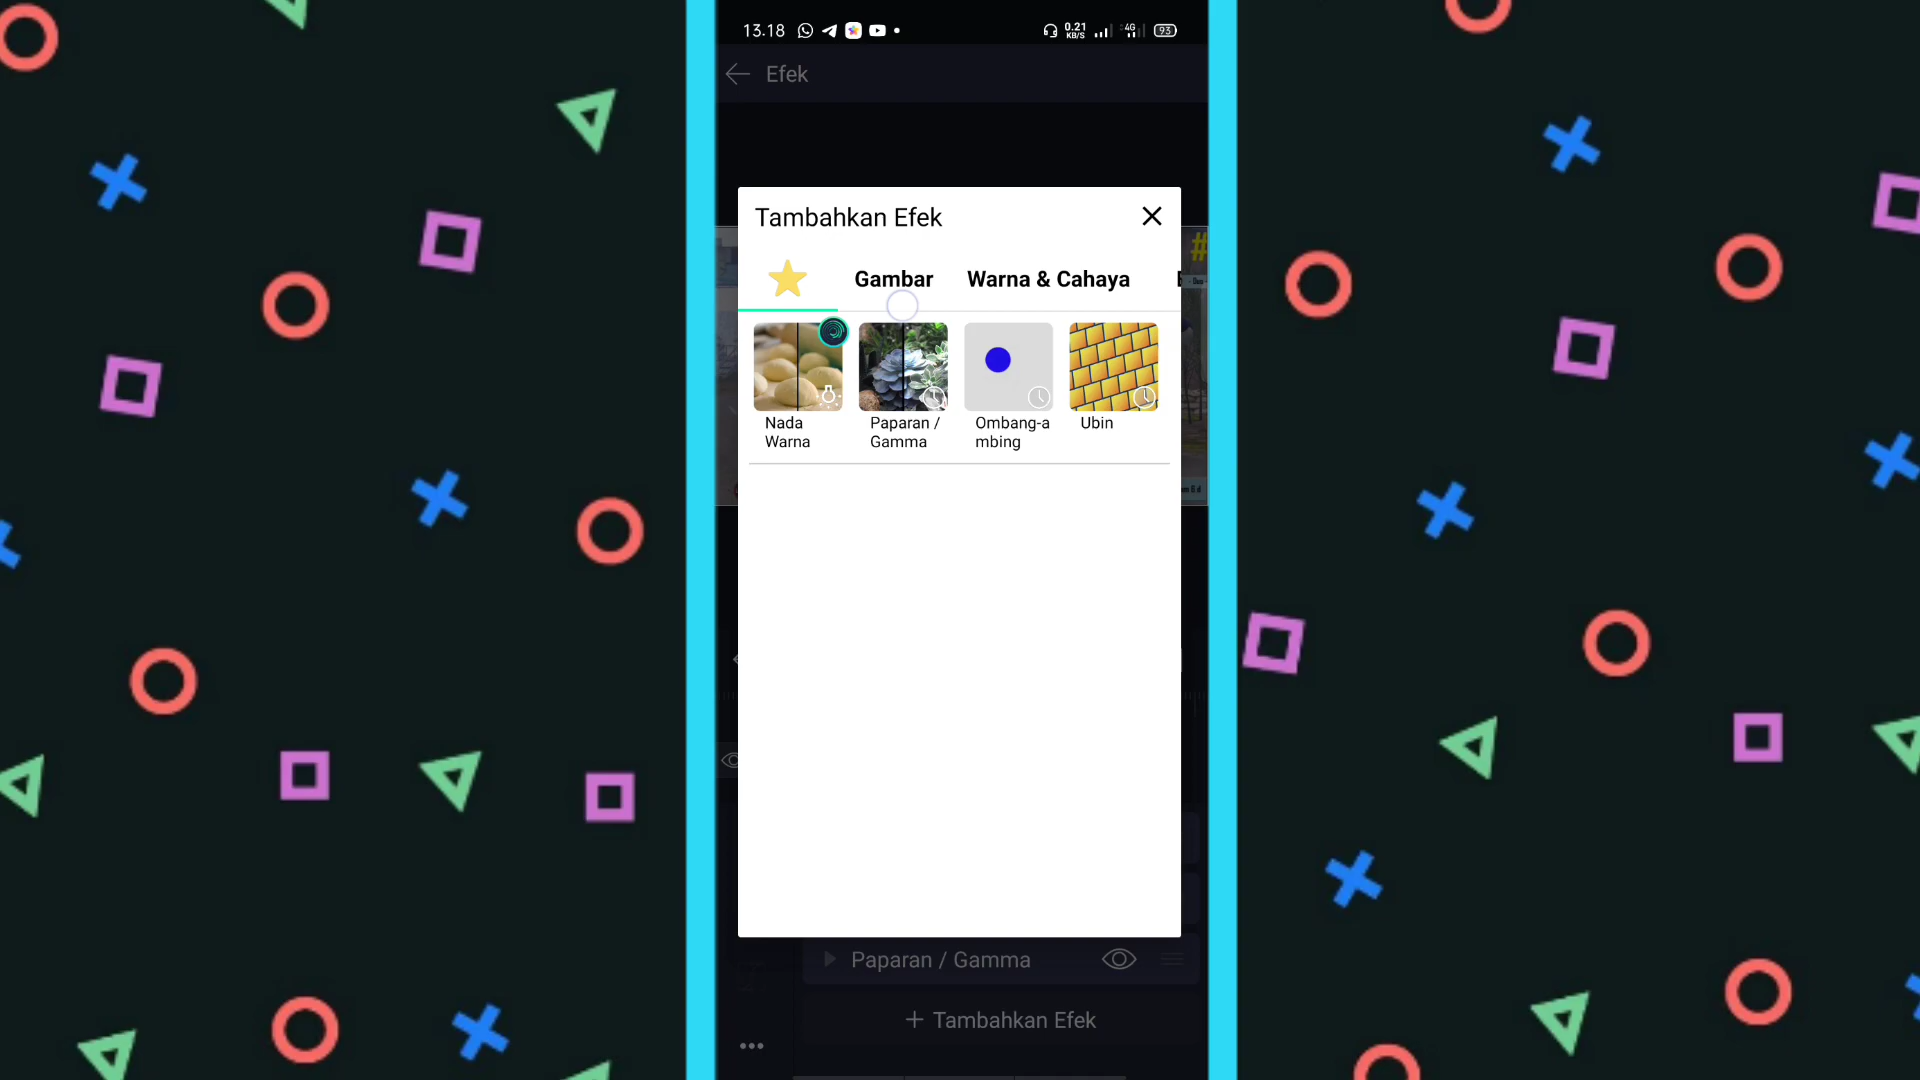 13.18
0.21
KB/S
4G
93
Efek
Tambahkan Efek
Gambar
Warna & Cahaya
Nada
Warna
Paparan /
Gamma
Ombang-a
mbing
Ubin
#
Paparan / Gamma
+ Tambahkan Efek